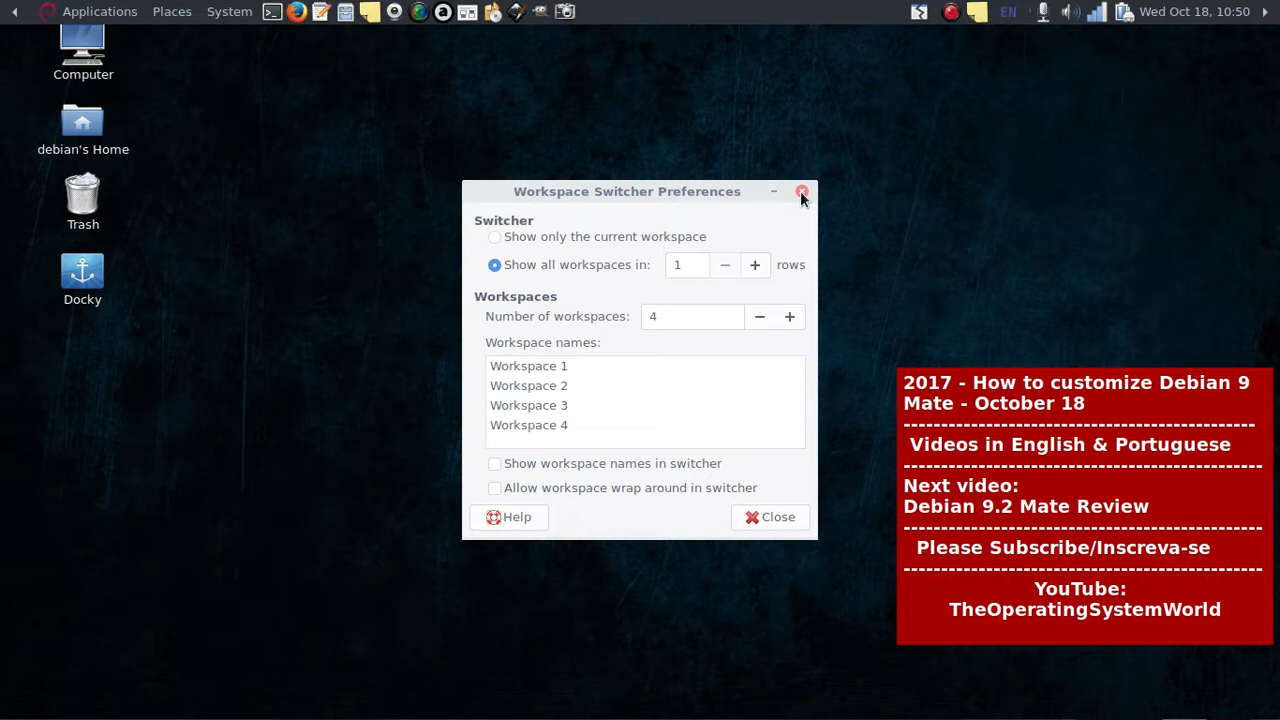 Applications Places System EN Wed Oct 18, 10:50
Computer
debian's Home
Trash
Docky
Workspace Switcher Preferences
Switcher
Show only the current workspace
Show all workspaces in: 1 rows
Workspaces
Number of workspaces: 4
Workspace names:
Workspace 1
Workspace 2
Workspace 3
Workspace 4
Show workspace names in switcher
Allow workspace wrap around in switcher
Help Close
2017 - How to customize Debian 9
Mate - October 18
-----------------------------------------------
Videos in English & Portuguese
------------------------------------------------
Next video:
Debian 9.2 Mate Review
------------------------------------------------
Please Subscribe/Inscreva-se
------------------------------------------------
YouTube:
TheOperatingSystemWorld